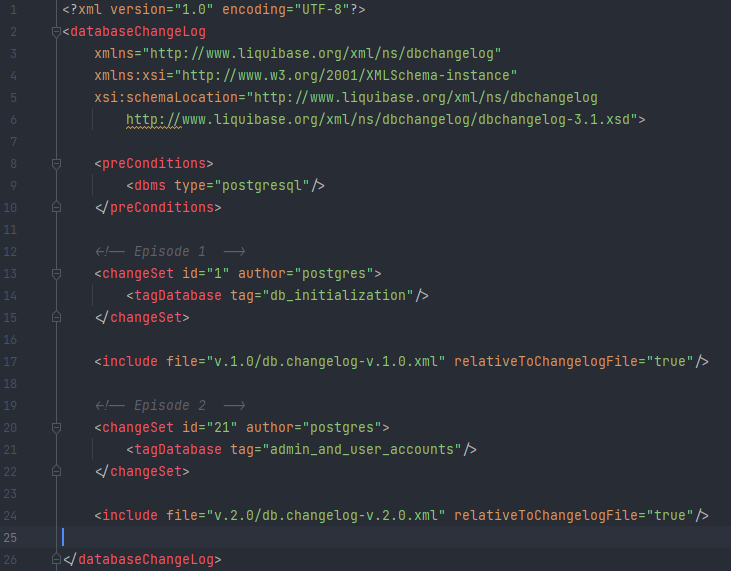 1 <?xml version="1.0" encoding="UTF-8"?>
2 <databaseChangeLog
3 xmlns="http://www.liquibase.org/xml/ns/dbchangelog"
4 xmlns:xsi="http://www.w3.org/2001/XMLSchema-instance"
5 xsi:schemaLocation="http://www.liquibase.org/xml/ns/dbchangelog
6 http://www.liquibase.org/xml/ns/dbchangelog/dbchangelog-3.1.xsd">
7
8 <preConditions>
9 <dbms type="postgresql"/>
10 </preConditions>
11
12 <!-- Episode 1 -->
13 <changeSet id="1" author="postgres">
14 <tagDatabase tag="db_initialization"/>
15 </changeSet>
16
17 <include file="v.1.0/db.changelog-v.1.0.xml" relativeToChangelogFile="true"/>
18
19 <!-- Episode 2 -->
20 <changeSet id="21" author="postgres">
21 <tagDatabase tag="admin_and_user_accounts"/>
22 </changeSet>
23
24 <include file="v.2.0/db.changelog-v.2.0.xml" relativeToChangelogFile="true"/>
25
26 </databaseChangeLog>